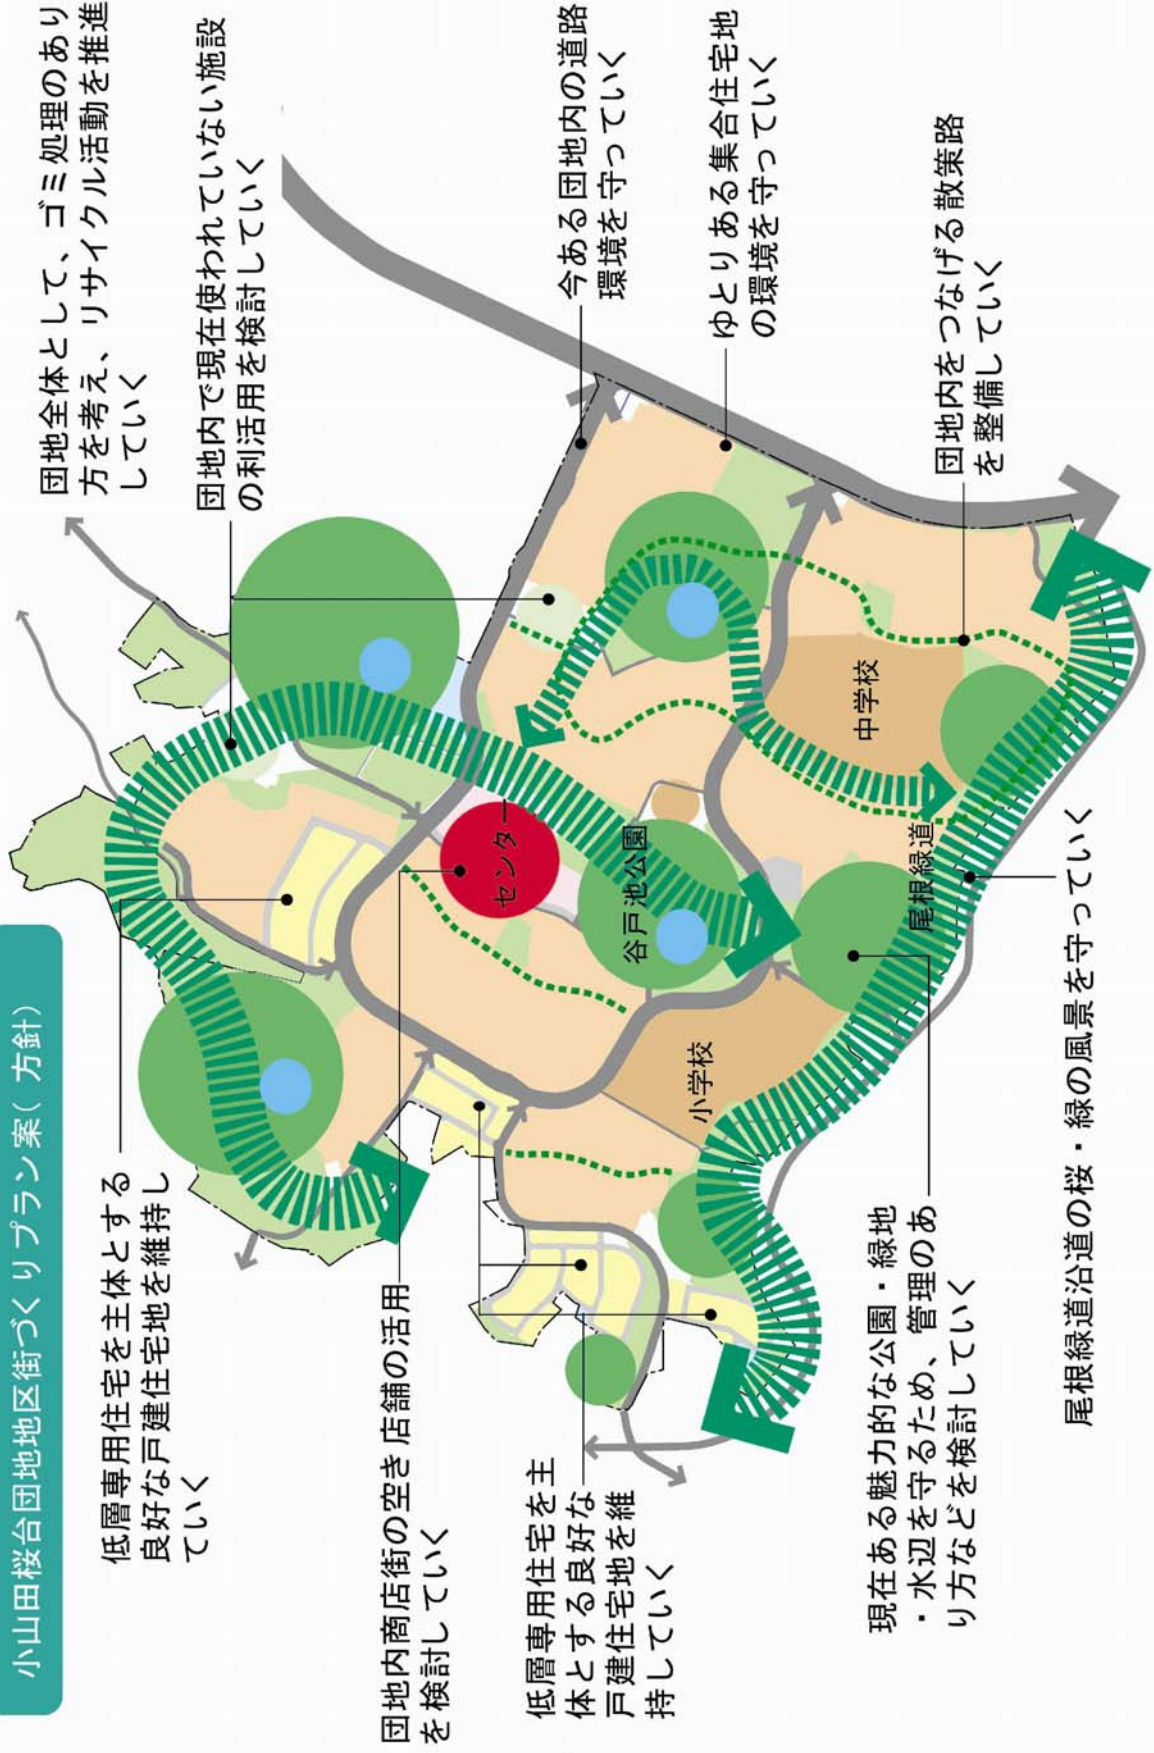 小山田桜台団地地区街づくりプラン案（方針）
低層専用住宅を主体とする
良好な戸建住宅地を維持し
ていく
団地全体として、ゴミ処理のあり
方を考え、リサイクル活動を推進
していく
団地内で現在使われていない施設
の利活用を検討していく
団地内商店街の空き店舗の活用
を検討していく
センター
今ある団地内の道路
環境を守っていく
低層専用住宅を主
体とする良好な
戸建住宅地を維
持していく
谷戸池公園
ゆとりある集合住宅地
の環境を守っていく
小学校
中学校
現在ある魅力的な公園・緑地
・水辺を守るため、管理のあ
り方などを検討していく
尾根緑道
団地内をつなげる散策路
を整備していく
尾根緑道沿道の桜・緑の風景を守っていく